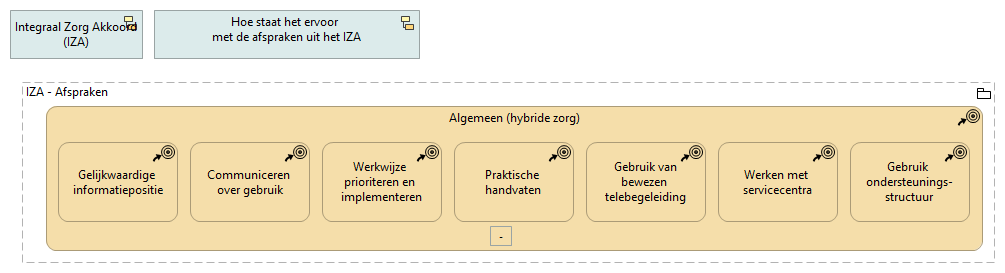 Integraal Zorg Akkoord
(IZA)
Hoe staat het ervoor
met de afspraken uit het IZA
IZA - Afspraken
Algemeen (hybride zorg)
Gelijkwaardige
informatiepositie
Communiceren
over gebruik
Werkwijze
prioriteren en
implementeren
Praktische
handvaten
Gebruik van
bewezen
telebegeleiding
Werken met
servicecentra
Gebruik
ondersteunings-
structuur
-